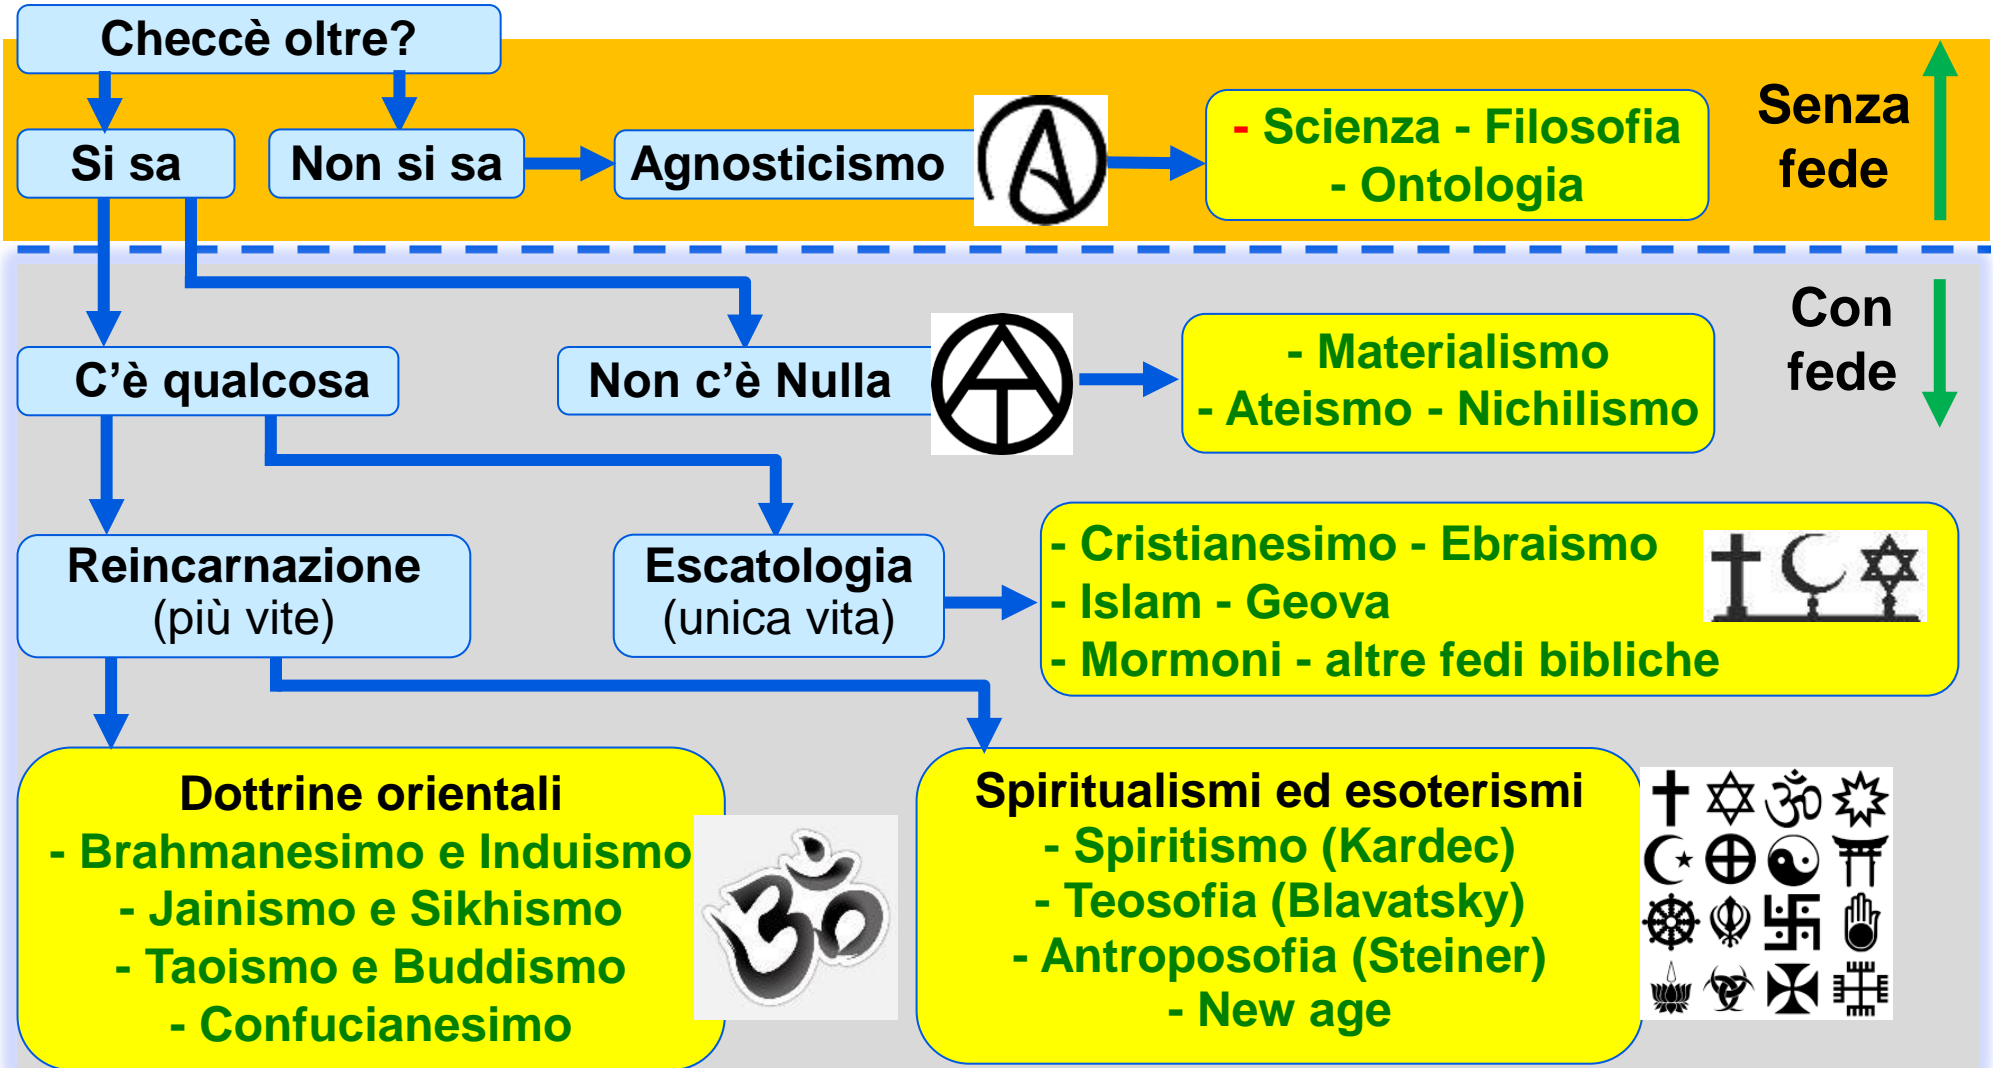 Checcè oltre?
Senza
fede
Si sa
Non si sa
Agnosticismo
- Scienza - Filosofia
- Ontologia
Con
fede
C’è qualcosa
Non c’è Nulla
- Materialismo
- Ateismo - Nichilismo
Reincarnazione
(più vite)
Escatologia
(unica vita)
- Cristianesimo - Ebraismo
- Islam - Geova
- Mormoni - altre fedi bibliche
Dottrine orientali
- Brahmanesimo e Induismo
- Jainismo e Sikhismo
- Taoismo e Buddismo
- Confucianesimo
Spiritualismi ed esoterismi
- Spiritismo (Kardec)
- Teosofia (Blavatsky)
- Antroposofia (Steiner)
- New age